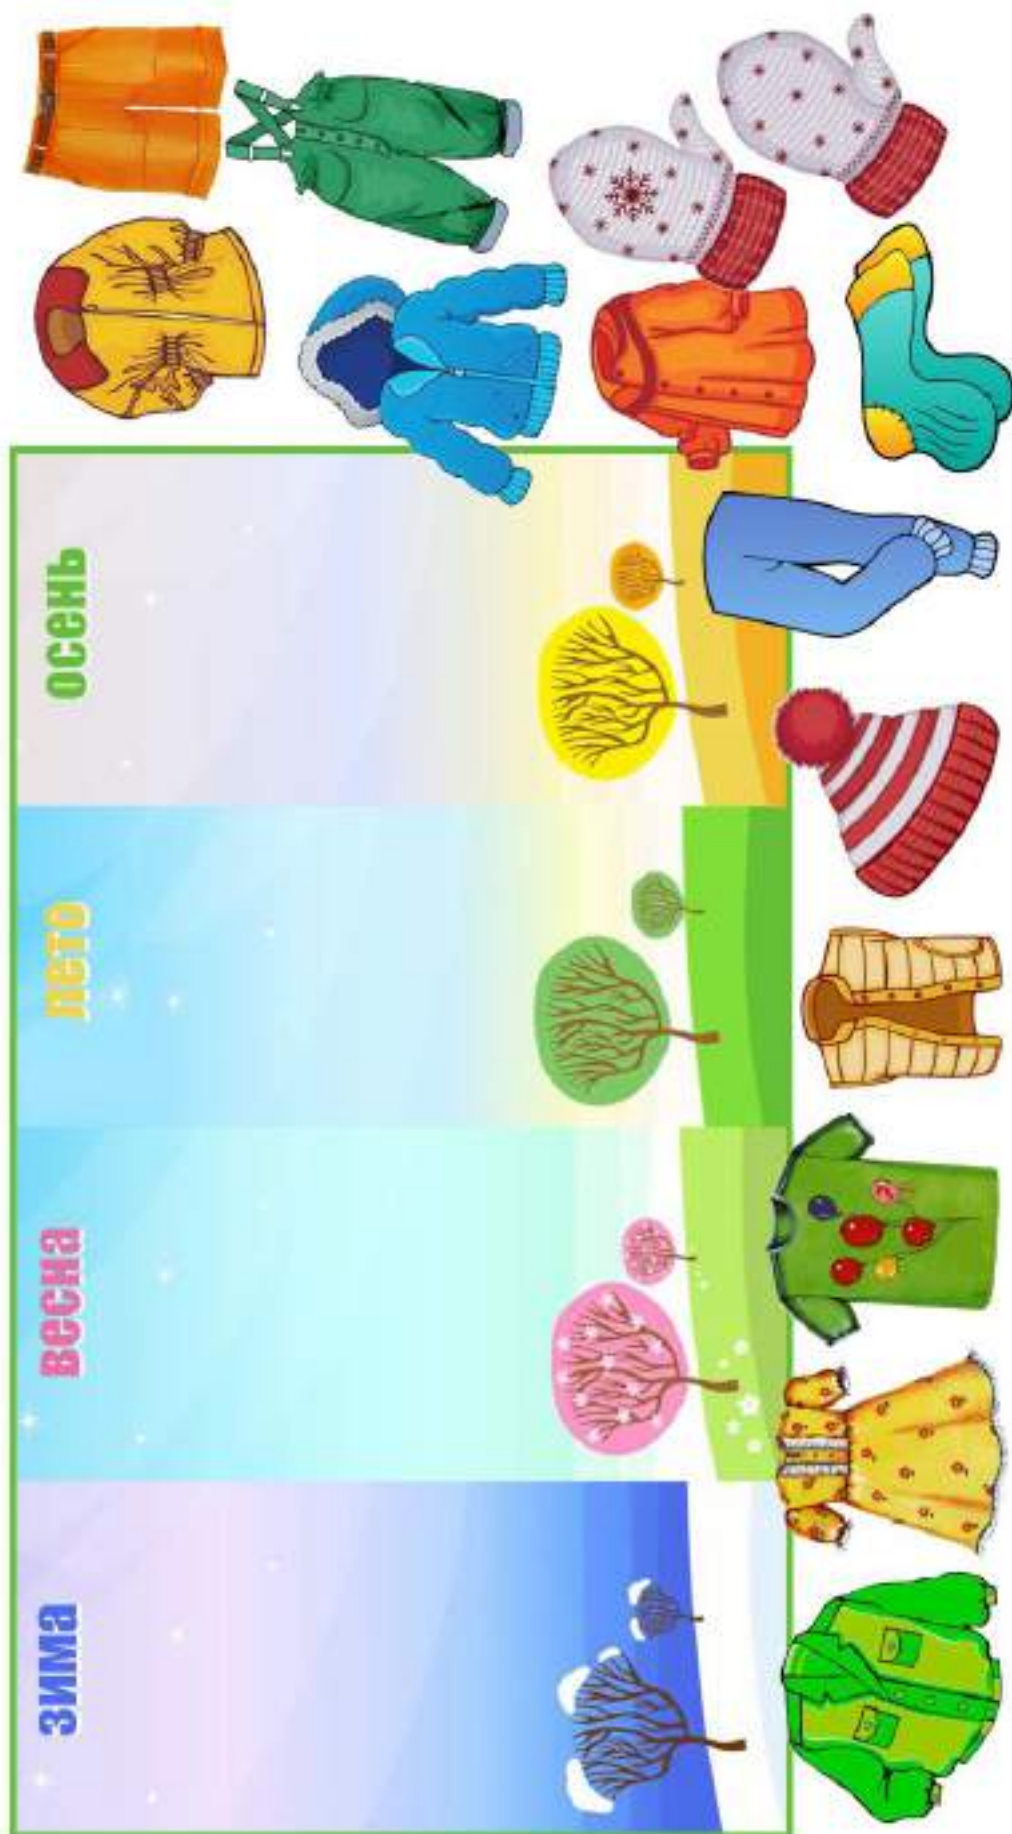 зима
весна
лето
осень